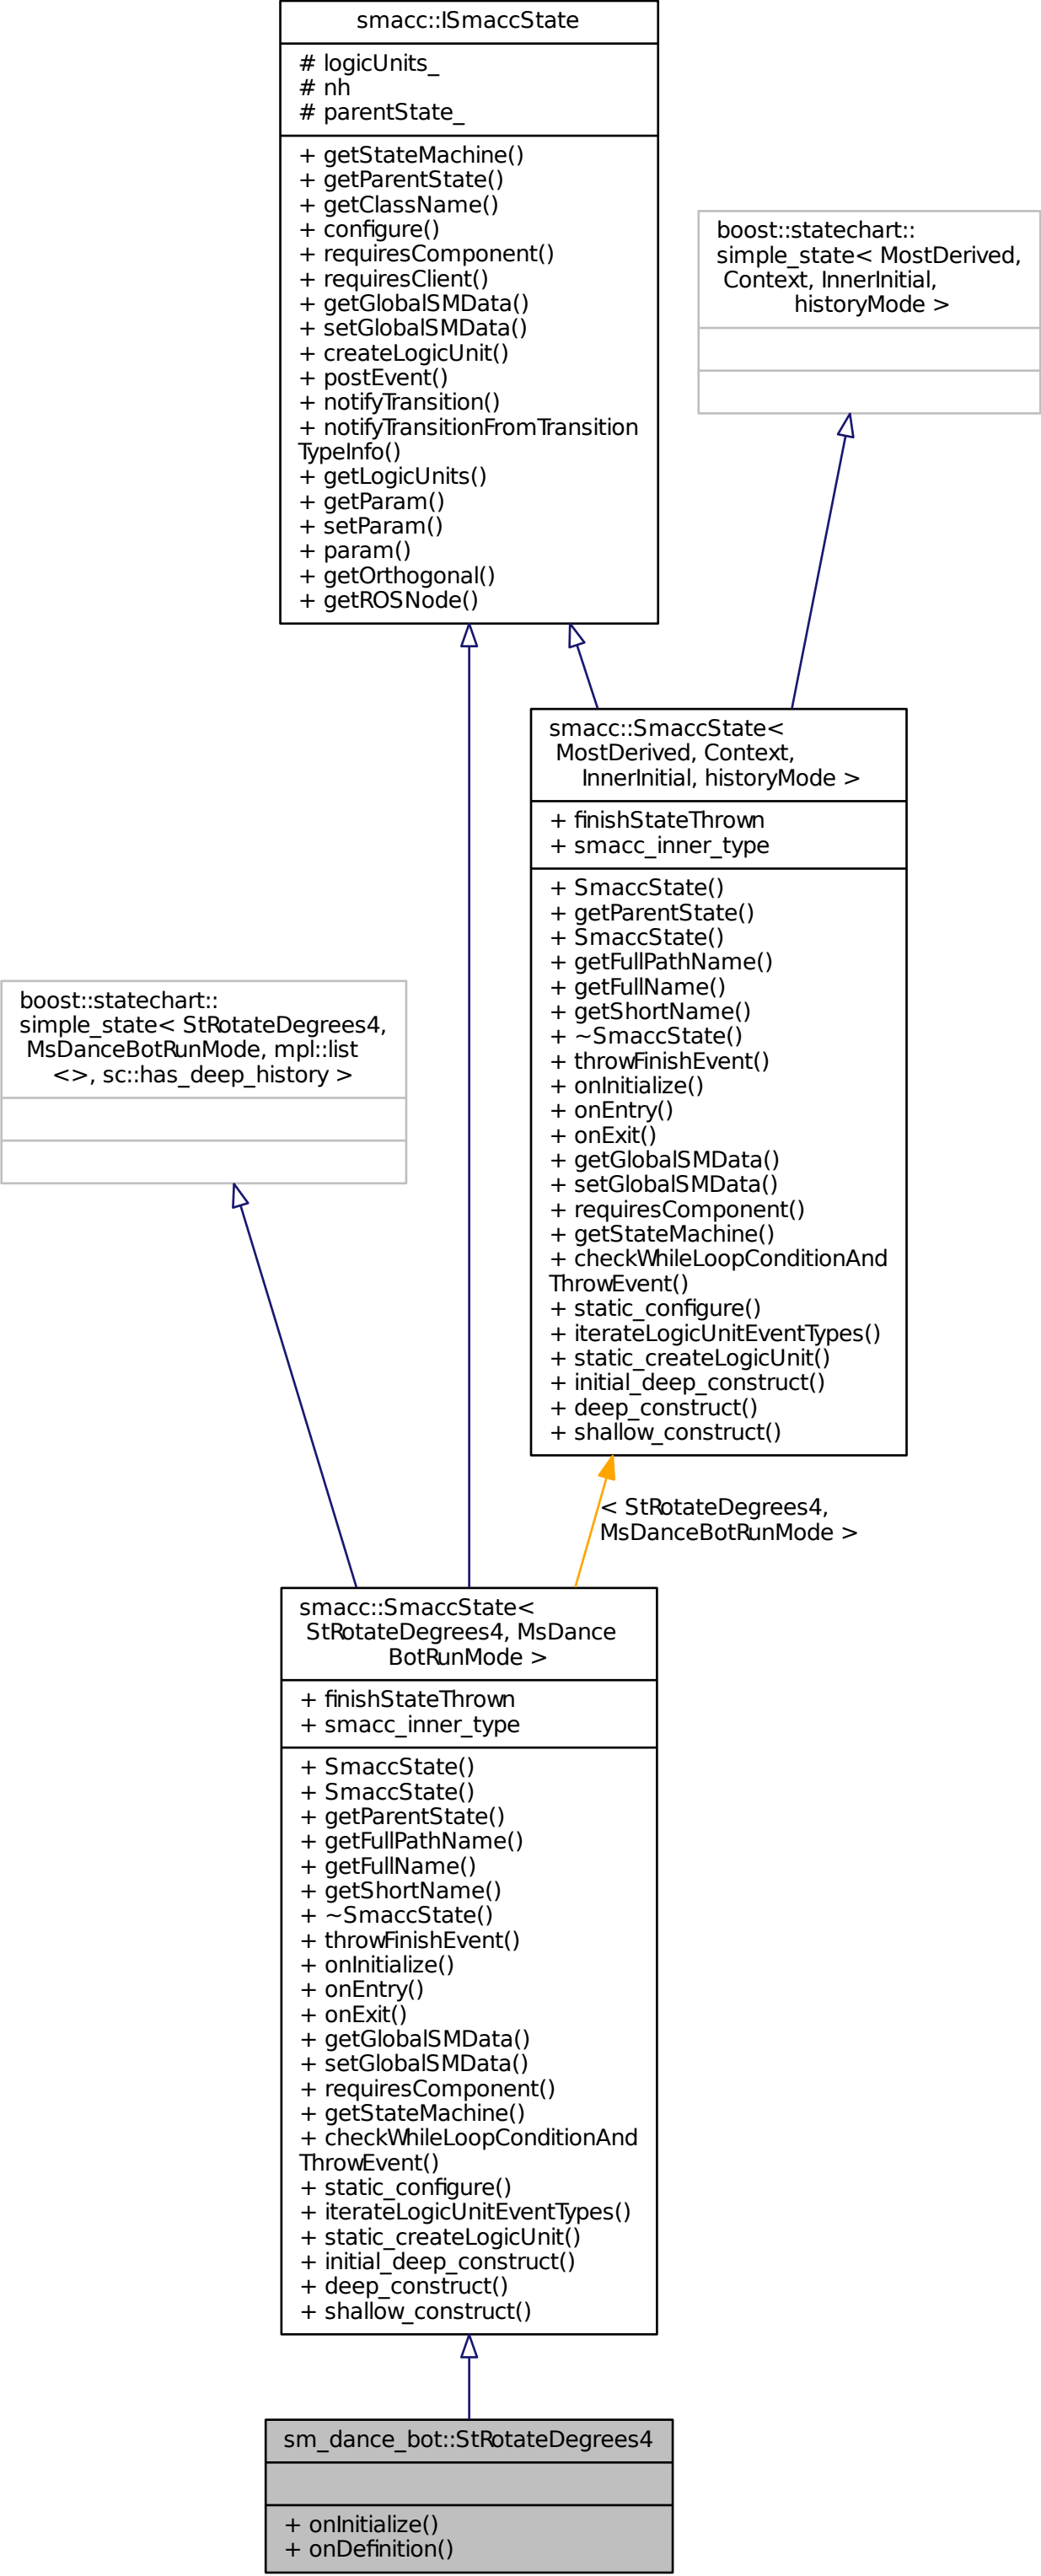 smacc::ISmaccState
# logicUnits_
# nh
# parentState_
+ getStateMachine()
+ getParentState()
+ getClassName()
+ configure()
+ requiresComponent()
+ requiresClient()
+ getGlobalSMData()
+ setGlobalSMData()
+ createLogicUnit()
+ postEvent()
+ notifyTransition()
+ notifyTransitionFromTransition
TypeInfo()
+ getLogicUnits()
+ getParam()
+ setParam()
+ param()
+ getOrthogonal()
+ getROSNode()
boost::statechart::
simple_state< MostDerived,
Context, InnerInitial,
historyMode >
smacc::SmaccState<
MostDerived, Context,
InnerInitial, historyMode >
+ finishStateThrown
+ smacc_inner_type
+ SmaccState()
+ getParentState()
+ SmaccState()
+ getFullPathName()
+ getFullName()
+ getShortName()
+ ~SmaccState()
+ throwFinishEvent()
+ onInitialize()
+ onEntry()
+ onExit()
+ getGlobalSMData()
+ setGlobalSMData()
+ requiresComponent()
+ getStateMachine()
+ checkWhileLoopConditionAnd
ThrowEvent()
+ static_configure()
+ iterateLogicUnitEventTypes()
+ static_createLogicUnit()
+ initial_deep_construct()
+ deep_construct()
+ shallow_construct()
boost::statechart::
simple_state< StRotateDegrees4,
MsDanceBotRunMode, mpl::list
<>, sc::has_deep_history >
< StRotateDegrees4,
MsDanceBotRunMode >
smacc::SmaccState<
StRotateDegrees4, MsDance
BotRunMode >
+ finishStateThrown
+ smacc_inner_type
+ SmaccState()
+ SmaccState()
+ getParentState()
+ getFullPathName()
+ getFullName()
+ getShortName()
+ ~SmaccState()
+ throwFinishEvent()
+ onInitialize()
+ onEntry()
+ onExit()
+ getGlobalSMData()
+ setGlobalSMData()
+ requiresComponent()
+ getStateMachine()
+ checkWhileLoopConditionAnd
ThrowEvent()
+ static_configure()
+ iterateLogicUnitEventTypes()
+ static_createLogicUnit()
+ initial_deep_construct()
+ deep_construct()
+ shallow_construct()
sm_dance_bot::StRotateDegrees4
+ onInitialize()
+ onDefinition()